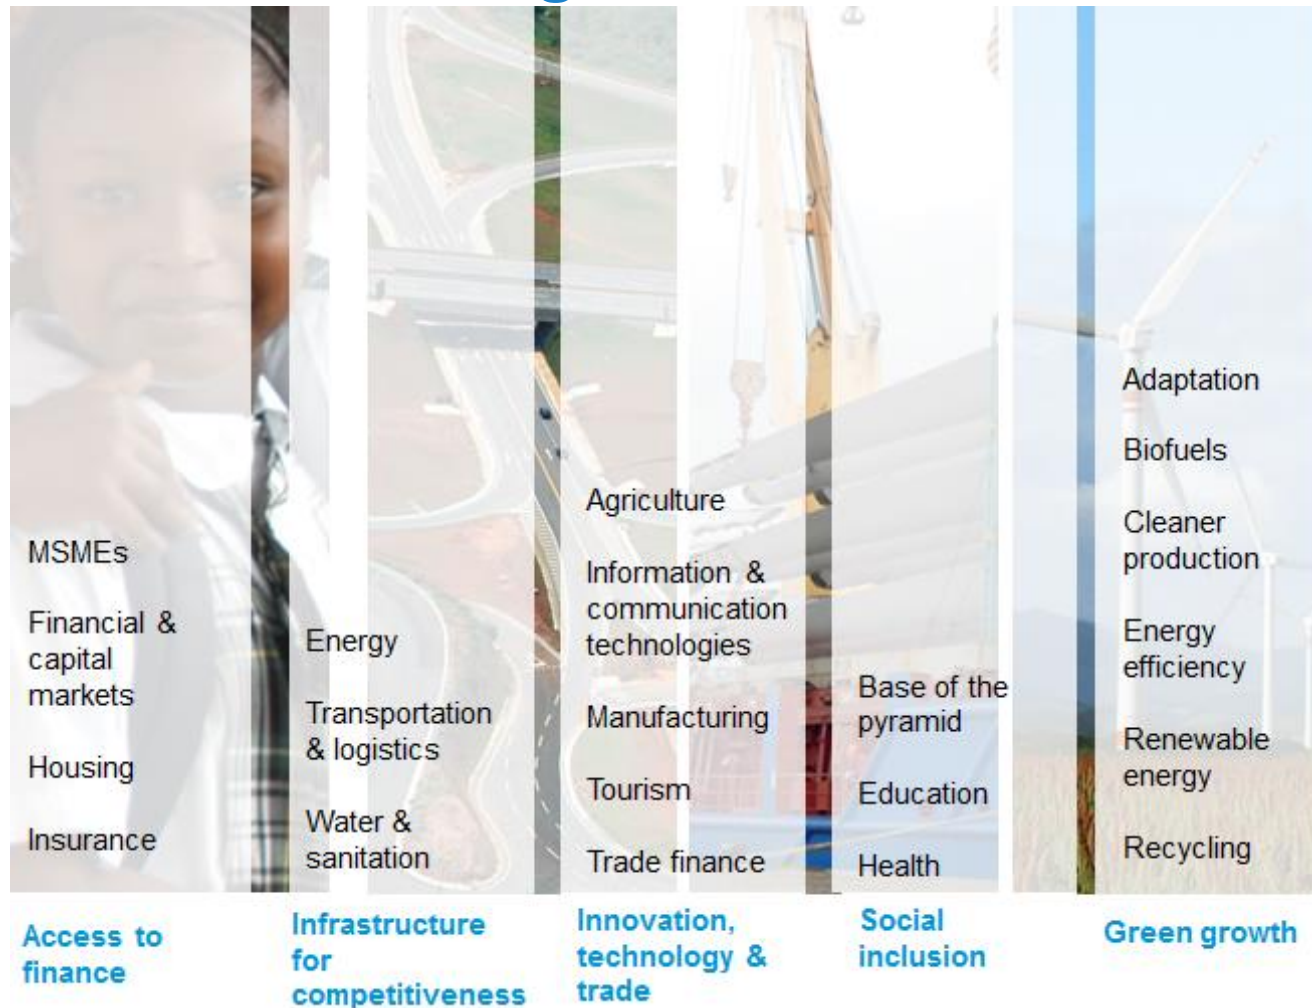 MSMEs
Financial &
capital
markets
Housing
Insurance
Access to
finance
Energy
Transportation
& logistics
Water &
sanitation
Infrastructure
for
competitiveness
Agriculture
Information &
communication
technologies
Manufacturing
Tourism
Trade finance
Innovation,
technology &
trade
Base of the
pyramid
Education
Health
Social
inclusion
Adaptation
Biofuels
Cleaner
production
Energy
efficiency
Renewable
energy
Recycling
Green growth